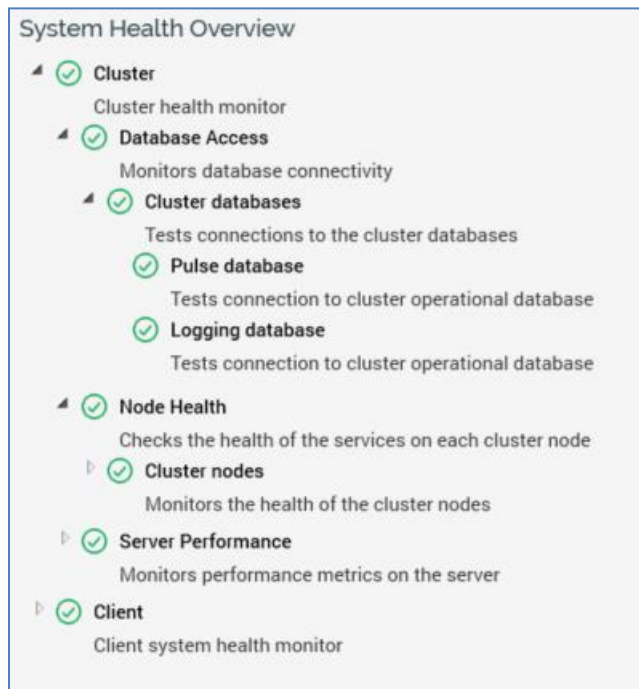 System Health Overview
Cluster
Cluster health monitor
Database Access
Monitors database connectivity
Cluster databases
Tests connections to the cluster databases
Pulse database
Tests connection to cluster operational database
Logging database
Tests connection to cluster operational database
Node Health
Checks the health of the services on each cluster node
Cluster nodes
Monitors the health of the cluster nodes
Server Performance
Monitors performance metrics on the server
Client
Client system health monitor